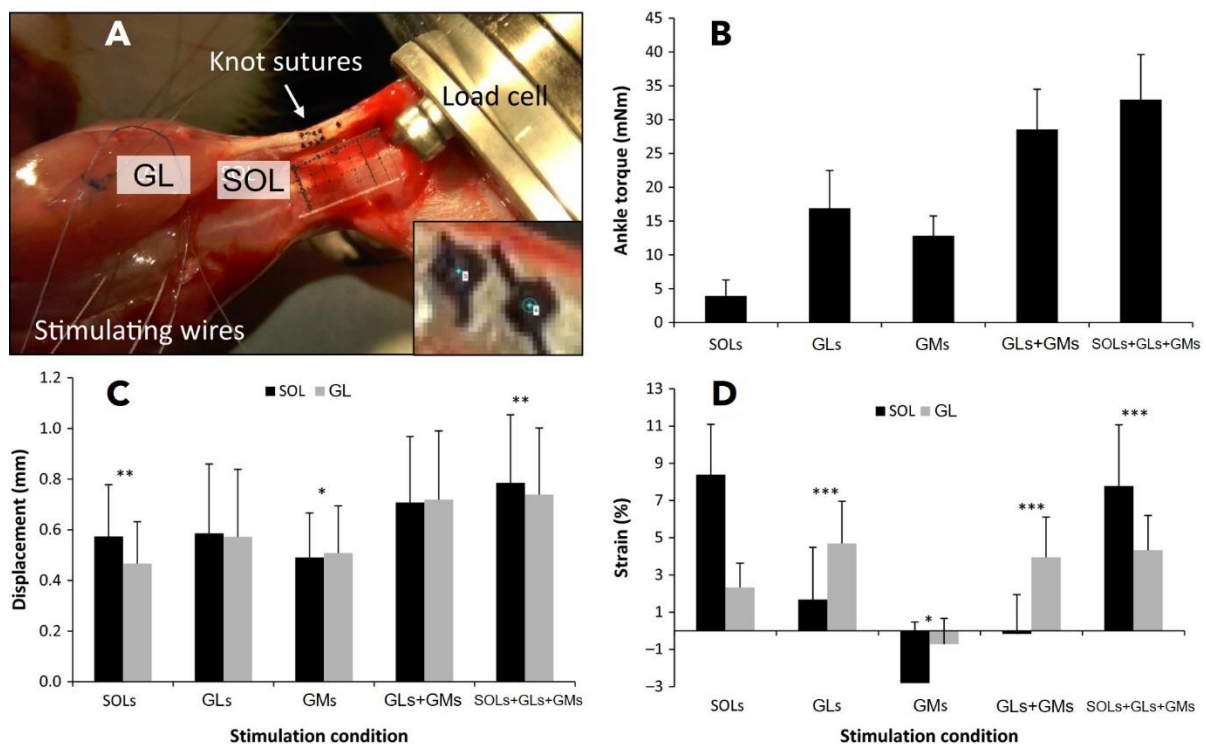 A
Knot sutures
Load cell
GL
SOL
Stimulating wires
B
Ankle torque (mNm)
45
40
35
30
25
20
15
10
5
0
SOLs
GLs
GMs
GLs+GMs
SOLs+GLs+GMs
C
SOL
GL
Displacement (mm)
1.2
1.0
0.8
0.6
0.4
0.2
0.0
**
*
**
SOLs
GLs
GMs
GLs+GMs
SOLs+GLs+GMs
Stimulation condition
D
SOL
GL
Strain (%)
13
11
9
7
5
3
1
−1
−3
***
*
***
***
SOLs
GLs
GMs
GLs+GMs
SOLs+GLs+GMs
Stimulation condition